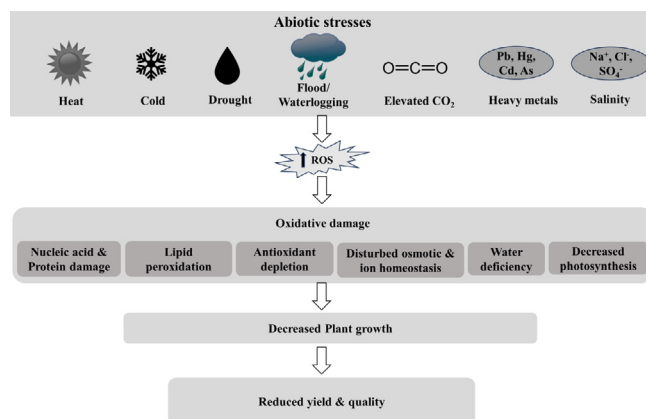 Abiotic stresses
Heat
Cold
Drought
Flood/
Waterlogging
O=C=O
Elevated CO₂
Pb, Hg,
Cd, As
Heavy metals
Na⁺, Cl⁻,
SO₄⁻
Salinity
ROS
Oxidative damage
Nucleic acid &
Protein damage
Lipid
peroxidation
Antioxidant
depletion
Disturbed osmotic &
ion homeostasis
Water
deficiency
Decreased
photosynthesis
Decreased Plant growth
Reduced yield & quality